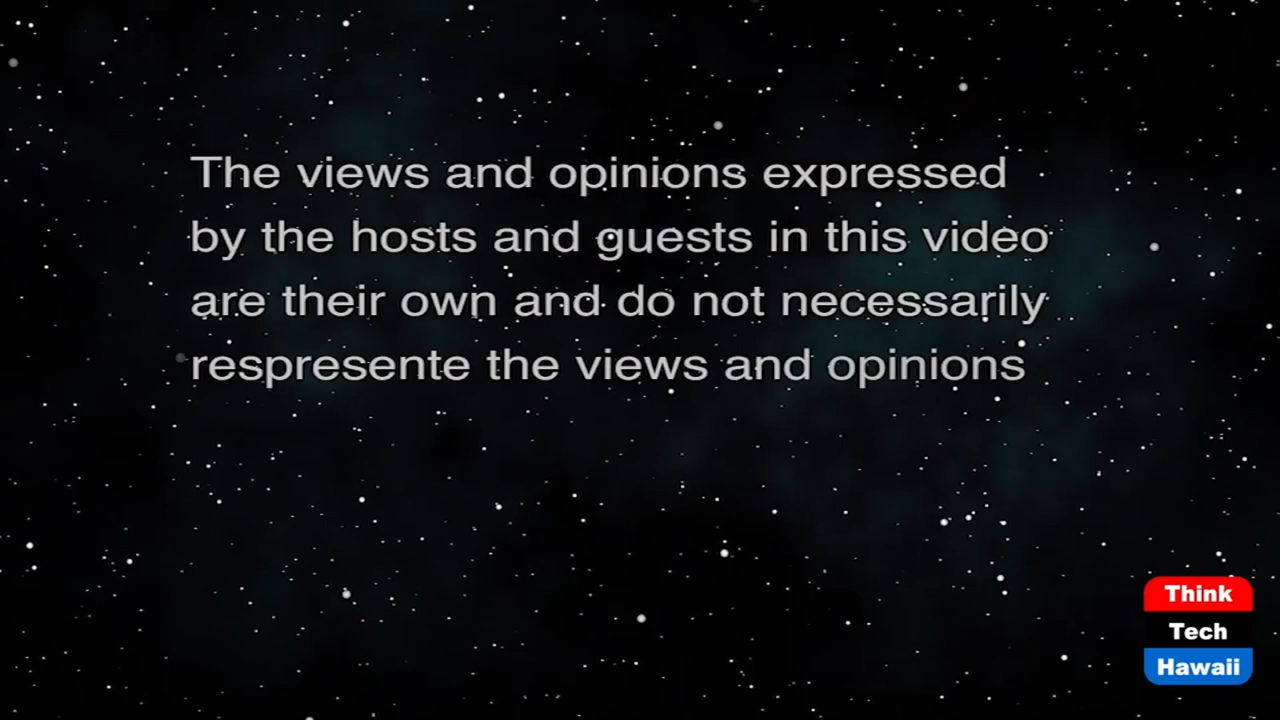 The views and opinions expressed
by the hosts and guests in this video
are their own and do not necessarily
respresente the views and opinions
Think
Tech
Hawaii